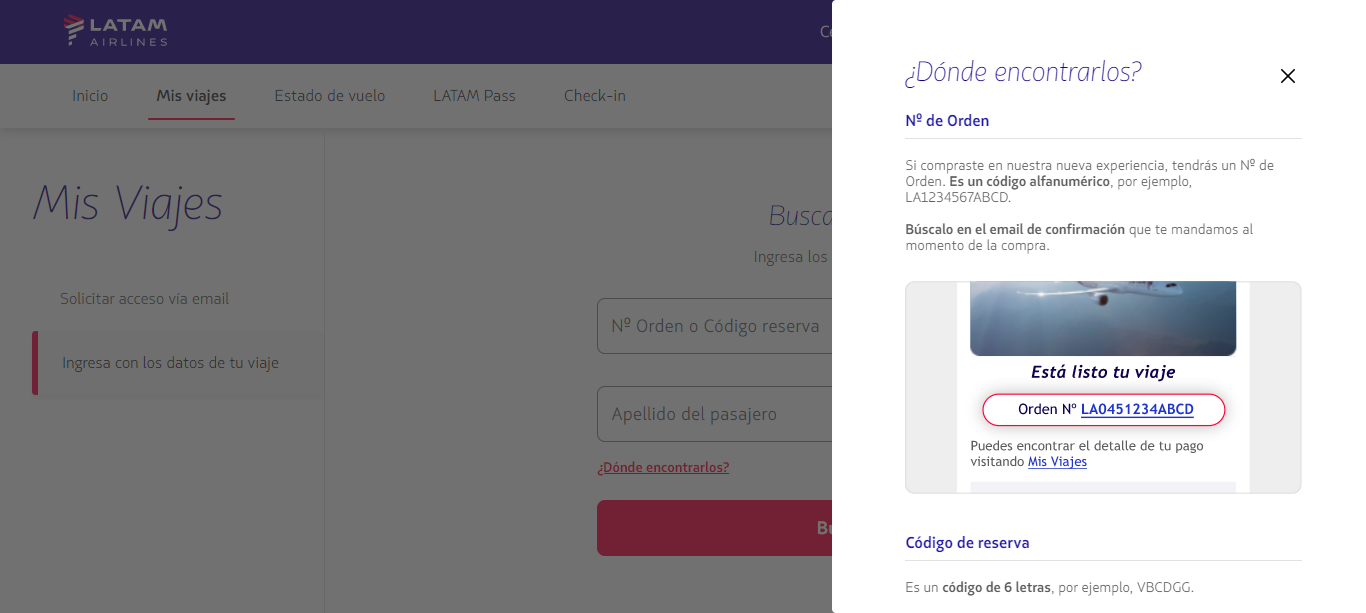 LATAM
AIRLINES
Inicio
Mis viajes
Estado de vuelo
LATAM Pass
Check-in
Mis Viajes
Solicitar acceso vía email
Ingresa con los datos de tu viaje
Ingresa los
Nº Orden o Código reserva
Apellido del pasajero
¿Dónde encontrarlos?
¿Dónde encontrarlos?
Nº de Orden
Si compraste en nuestra nueva experiencia, tendrás un Nº de
Orden. Es un código alfanumérico, por ejemplo,
LA1234567ABCD.
Búscalo en el email de confirmación que te mandamos al
momento de la compra.
Está listo tu viaje
Orden Nº LA0451234ABCD
Puedes encontrar el detalle de tu pago
visitando Mis Viajes
Código de reserva
Es un código de 6 letras, por ejemplo, VBCDGG.